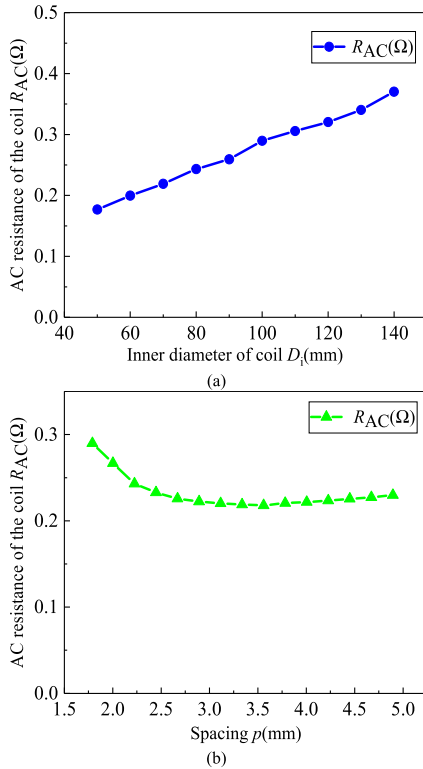 0.5
0.4
0.3
0.2
0.1
0.0
AC resistance of the coil R_AC(Ω)
R_AC(Ω)
40 60 80 100 120 140
Inner diameter of coil D_i(mm)
(a)
0.3
0.2
0.1
0.0
AC resistance of the coil R_AC(Ω)
R_AC(Ω)
1.5 2.0 2.5 3.0 3.5 4.0 4.5 5.0
Spacing p(mm)
(b)